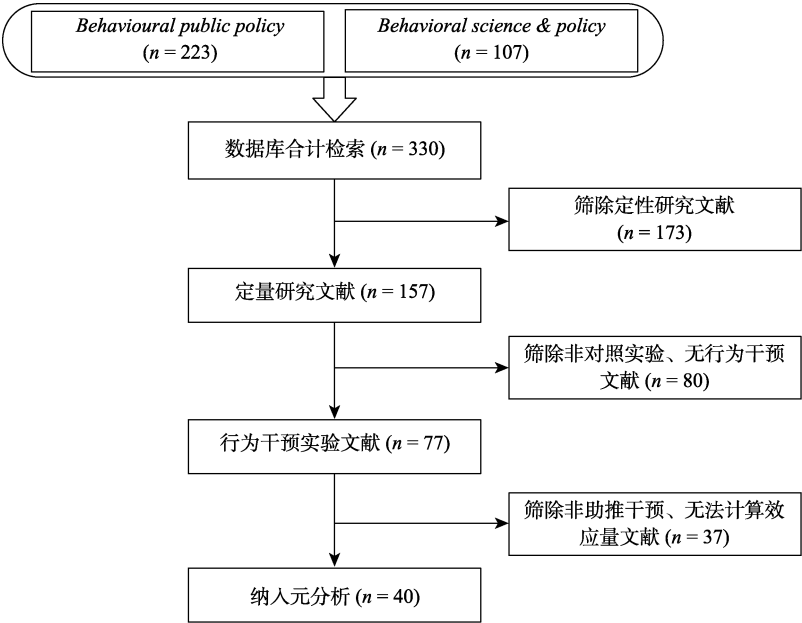 Behavioural public policy
(n = 223)
Behavioral science & policy
(n = 107)
数据库合计检索 (n = 330)
筛除定性研究文献
(n = 173)
定量研究文献 (n = 157)
筛除非对照实验、无行为干预
文献 (n = 80)
行为干预实验文献 (n = 77)
筛除非助推干预、无法计算效
应量文献 (n = 37)
纳入元分析 (n = 40)